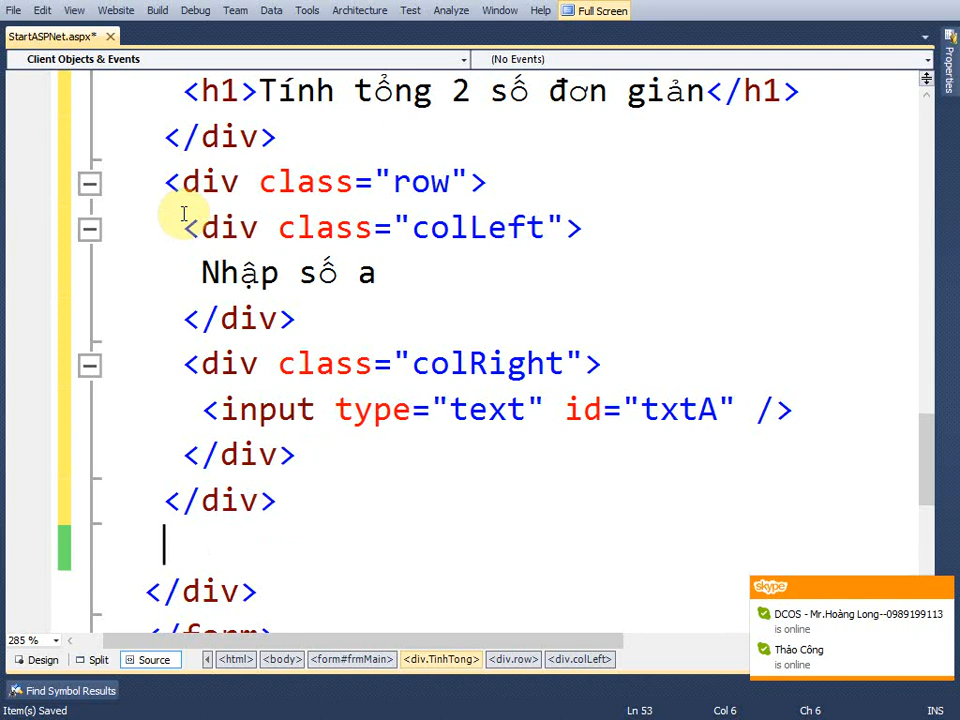 File Edit View Website Build Debug Team Data Tools Architecture Test Analyze Window Help Full Screen
StartASPNet.aspx*
Properties
Client Objects & Events (No Events)
<h1>Tính tổng 2 số đơn giản</h1>
</div>
<div class="row">
<div class="colLeft">
Nhập số a
</div>
<div class="colRight">
<input type="text" id="txtA" />
</div>
</div>
</div>
</form>
skype
DCOS - Mr.Hoàng Long--0989199113
is online
Thảo Công
is online
285 %
Design Split Source <html> <body> <form#frmMain> <div.TinhTong> <div.row> <div.colLeft>
Find Symbol Results
Item(s) Saved Ln 53 Col 6 Ch 6 INS